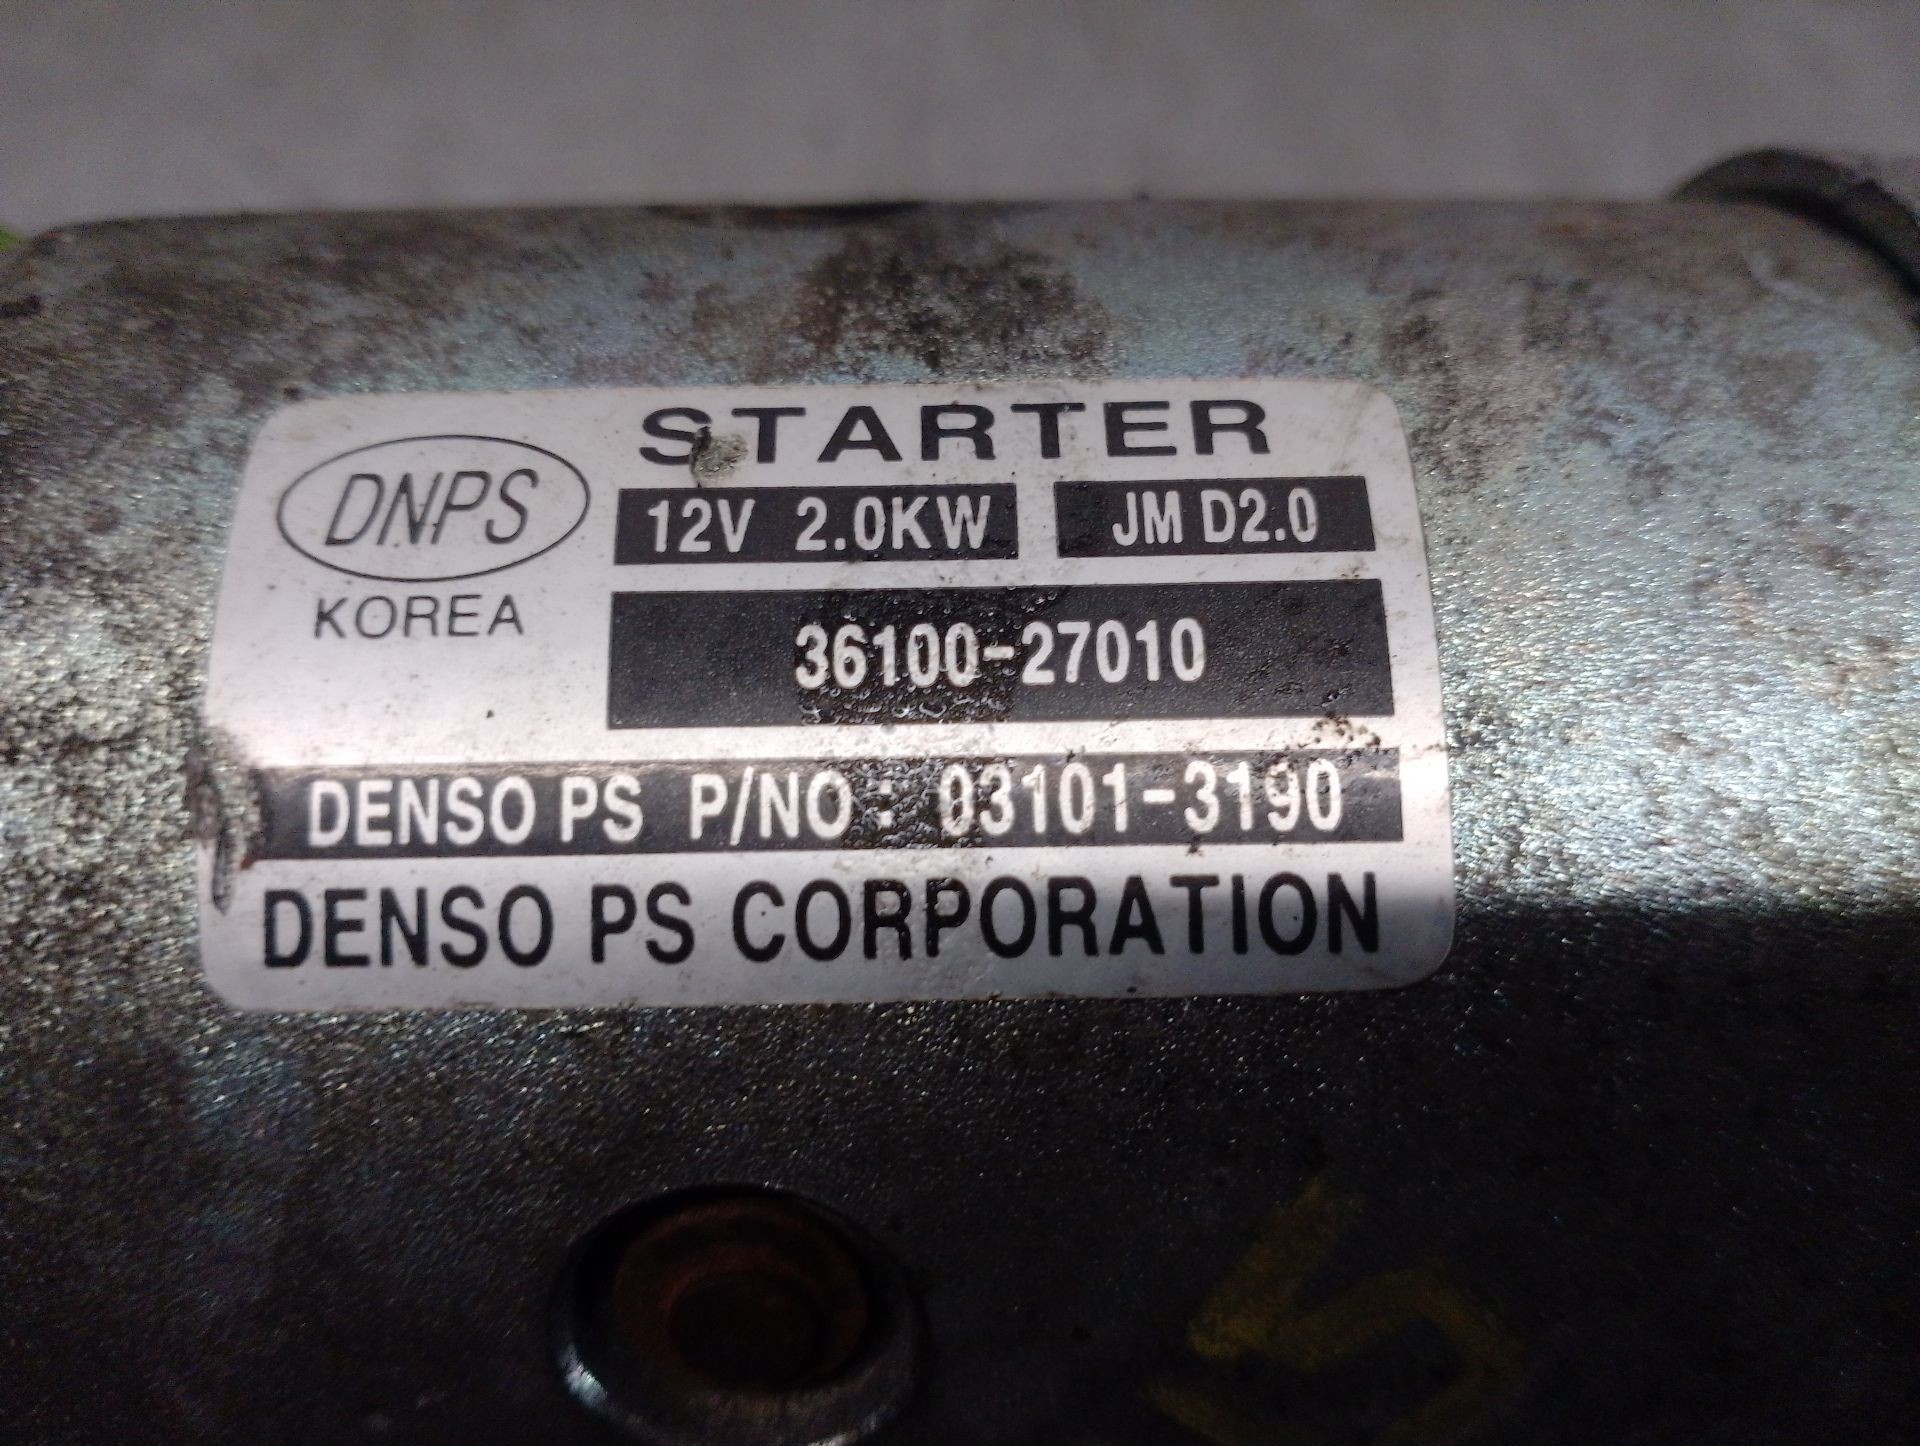 STARTER
DNPS
KOREA
12V 2.0KW
JM D2.0
36100-27010
DENSO PS P/NO : 03101-3190
DENSO PS CORPORATION